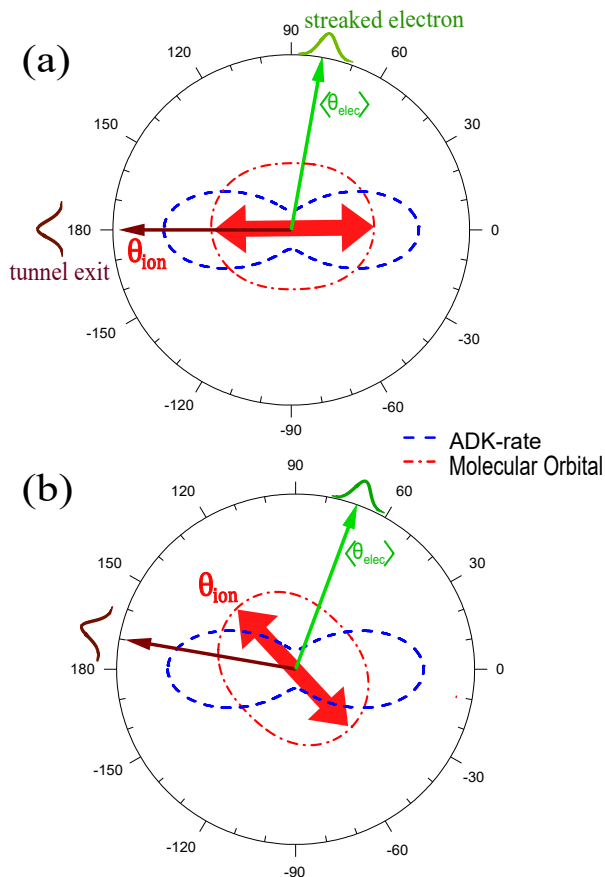 streaked electron
(a)
90
120
60
⟨θelec⟩
150
30
180
0
θion
tunnel exit
-150
-30
-120
-60
-90
ADK-rate
Molecular Orbital
(b)
90
120
60
⟨θelec⟩
150
30
θion
180
0
-150
-30
-120
-60
-90